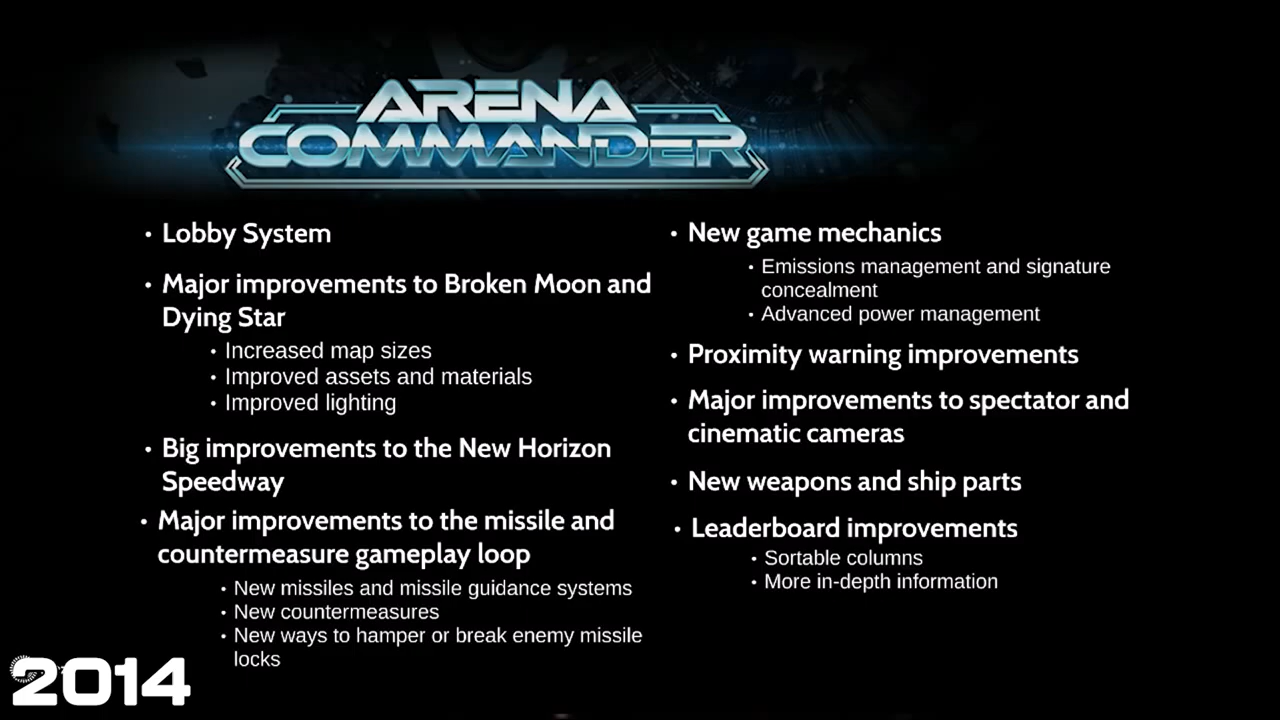 ARENA
COMMANDER
• Lobby System
• Major improvements to Broken Moon and
Dying Star
• Increased map sizes
• Improved assets and materials
• Improved lighting
• Big improvements to the New Horizon
Speedway
• Major improvements to the missile and
countermeasure gameplay loop
• New missiles and missile guidance systems
• New countermeasures
• New ways to hamper or break enemy missile
locks
• New game mechanics
• Emissions management and signature
concealment
• Advanced power management
• Proximity warning improvements
• Major improvements to spectator and
cinematic cameras
• New weapons and ship parts
• Leaderboard improvements
• Sortable columns
• More in-depth information
2014